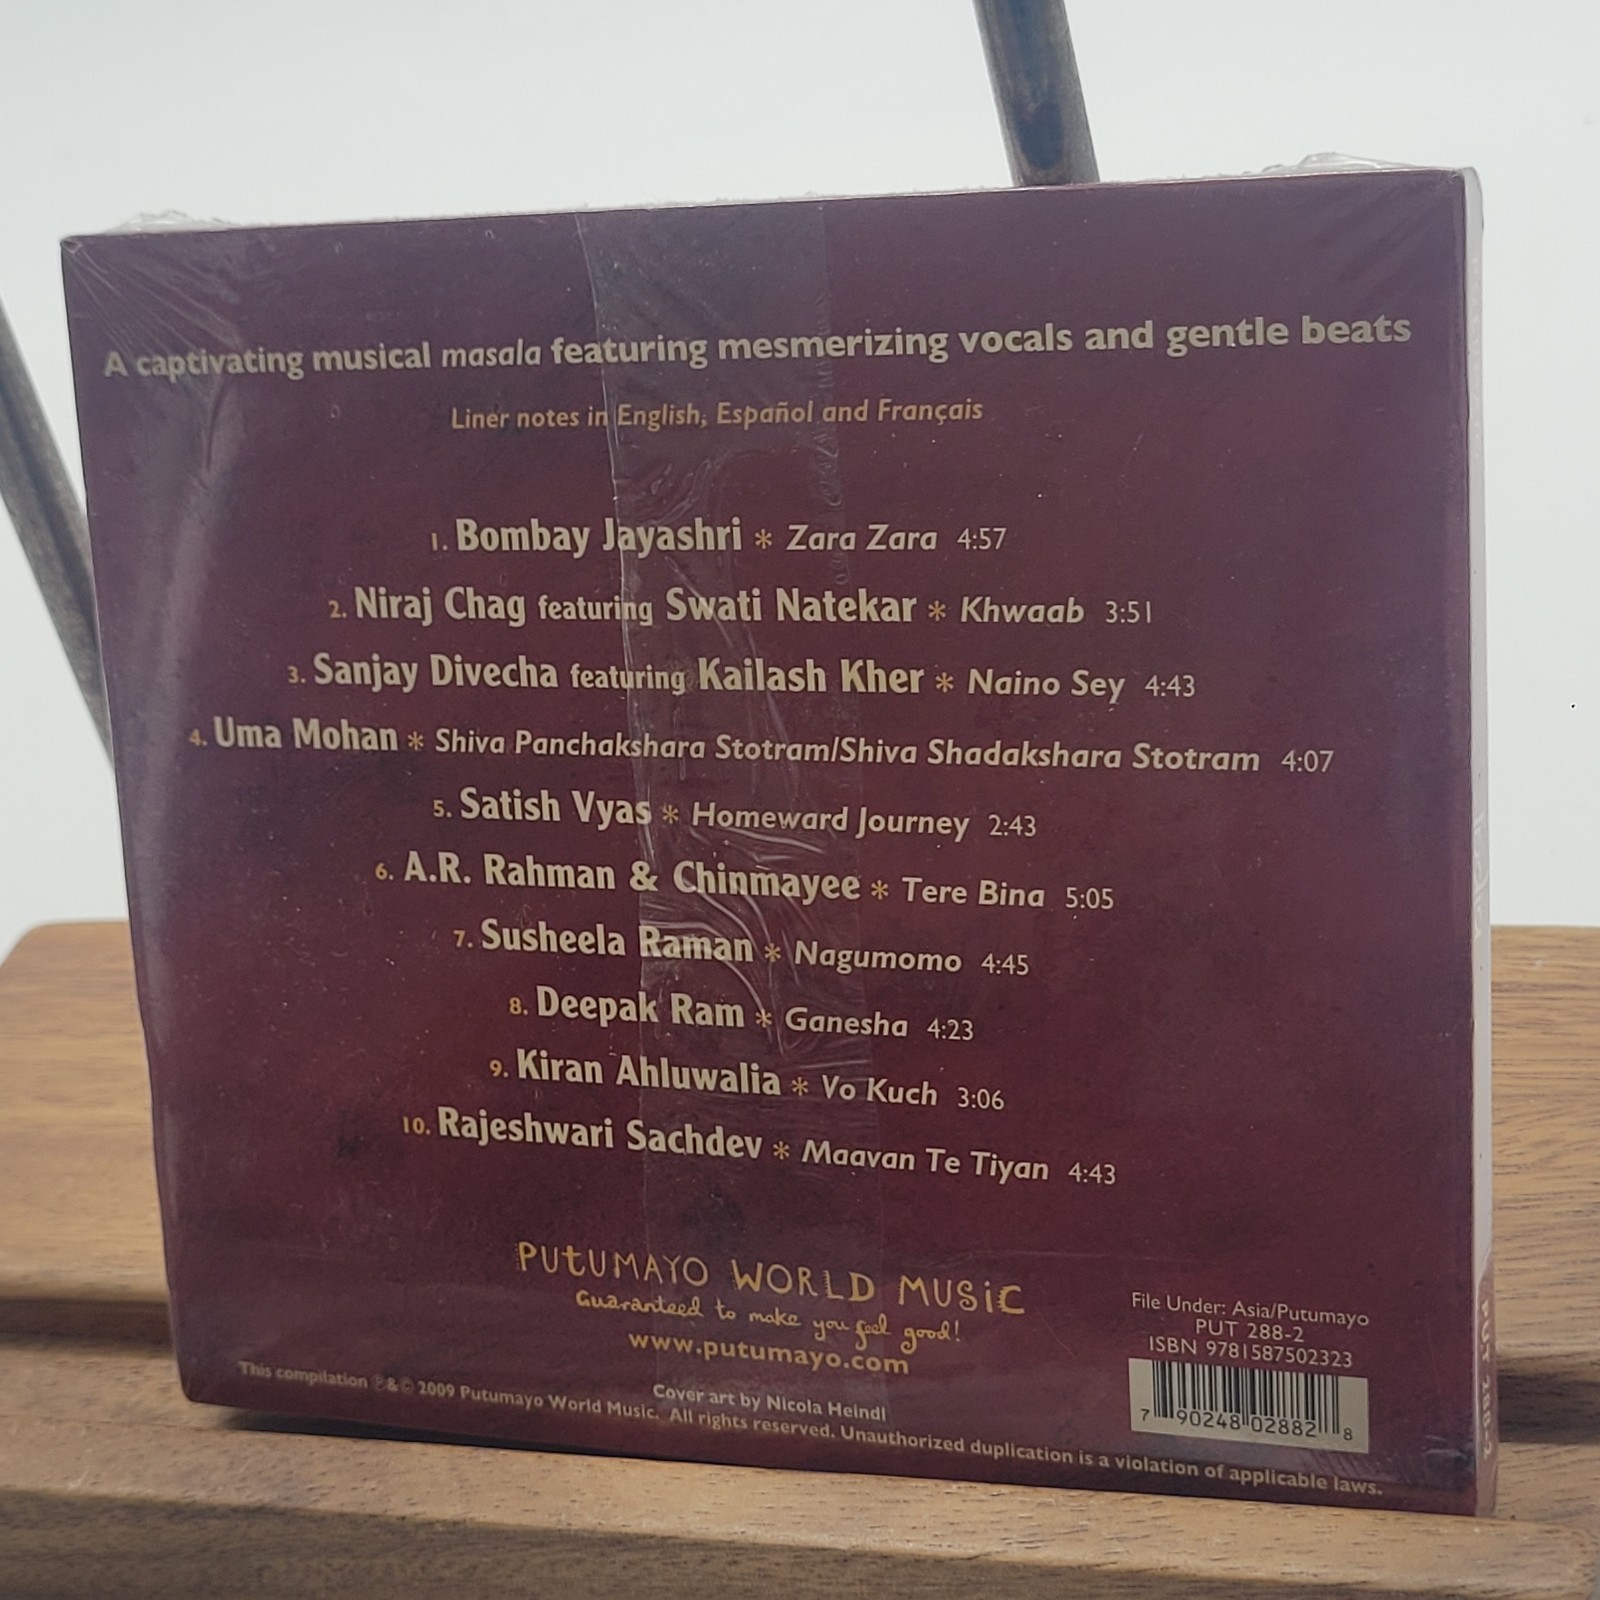 A captivating musical masala featuring mesmerizing vocals and gentle beats
Liner notes in English, Español and Français
1. Bombay Jayashri * Zara Zara 4:57
2. Niraj Chag featuring Swati Natekar * Khwaab 3:51
3. Sanjay Divecha featuring Kailash Kher * Naino Sey 4:43
4. Uma Mohan * Shiva Panchakshara Stotram/Shiva Shadakshara Stotram 4:07
5. Satish Vyas * Homeward Journey 2:43
6. A.R. Rahman & Chinmayee * Tere Bina 5:05
7. Susheela Raman * Nagumomo 4:45
8. Deepak Ram * Ganesha 4:23
9. Kiran Ahluwalia * Vo Kuch 3:06
10. Rajeshwari Sachdev * Maavan Te Tiyan 4:43
PUTUMAYO WORLD MUSIC
Guaranteed to make you feel good!
www.putumayo.com
Cover art by Nicola Heindl
This compilation ℗&© 2009 Putumayo World Music. All rights reserved. Unauthorized duplication is a violation of applicable laws.
File Under: Asia/Putumayo
PUT 288-2
ISBN 9781587502323
7 90248 02882 8
PUT 288-2